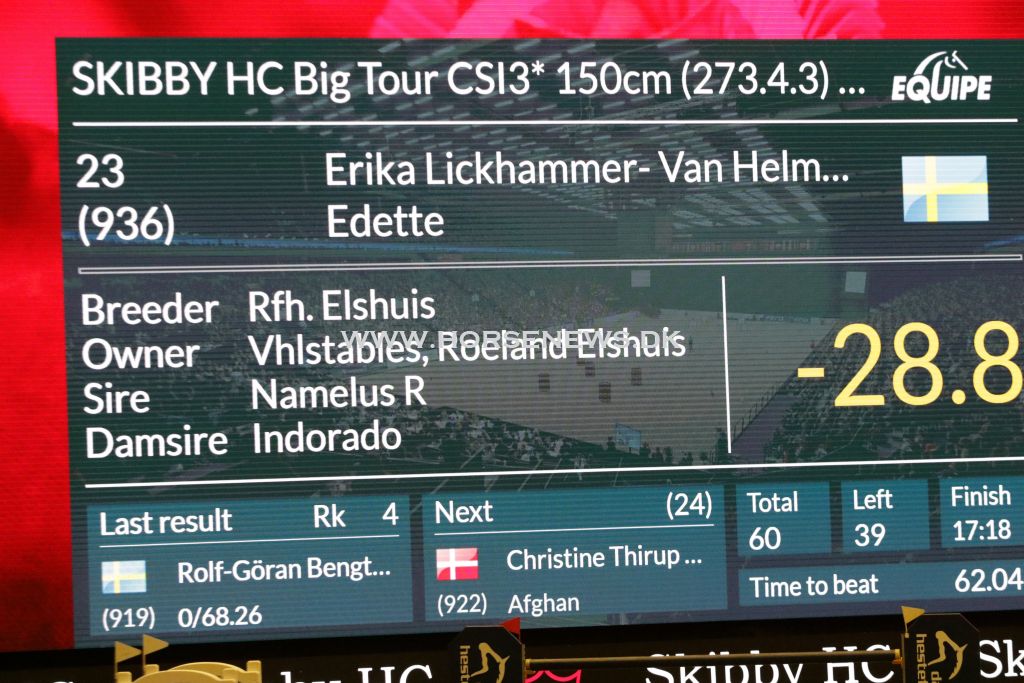 SKIBBY HC Big Tour CSI3* 150cm (273.4.3) ...
EQUIPE
23
Erika Lickhammer- Van Helm...
(936)
Edette
Breeder Rfh. Elshuis
Owner Vhlstables, Roeland Elshuis
WWW.HORSENEWS.DK
Sire Namelus R
Damsire Indorado
-28.8
Last result Rk 4
Rolf-Göran Bengt...
(919) 0/68.26
Next (24)
Christine Thirup ...
(922) Afghan
Total
60
Left
39
Finish
17:18
Time to beat 62.04
Skibby HC
Sk